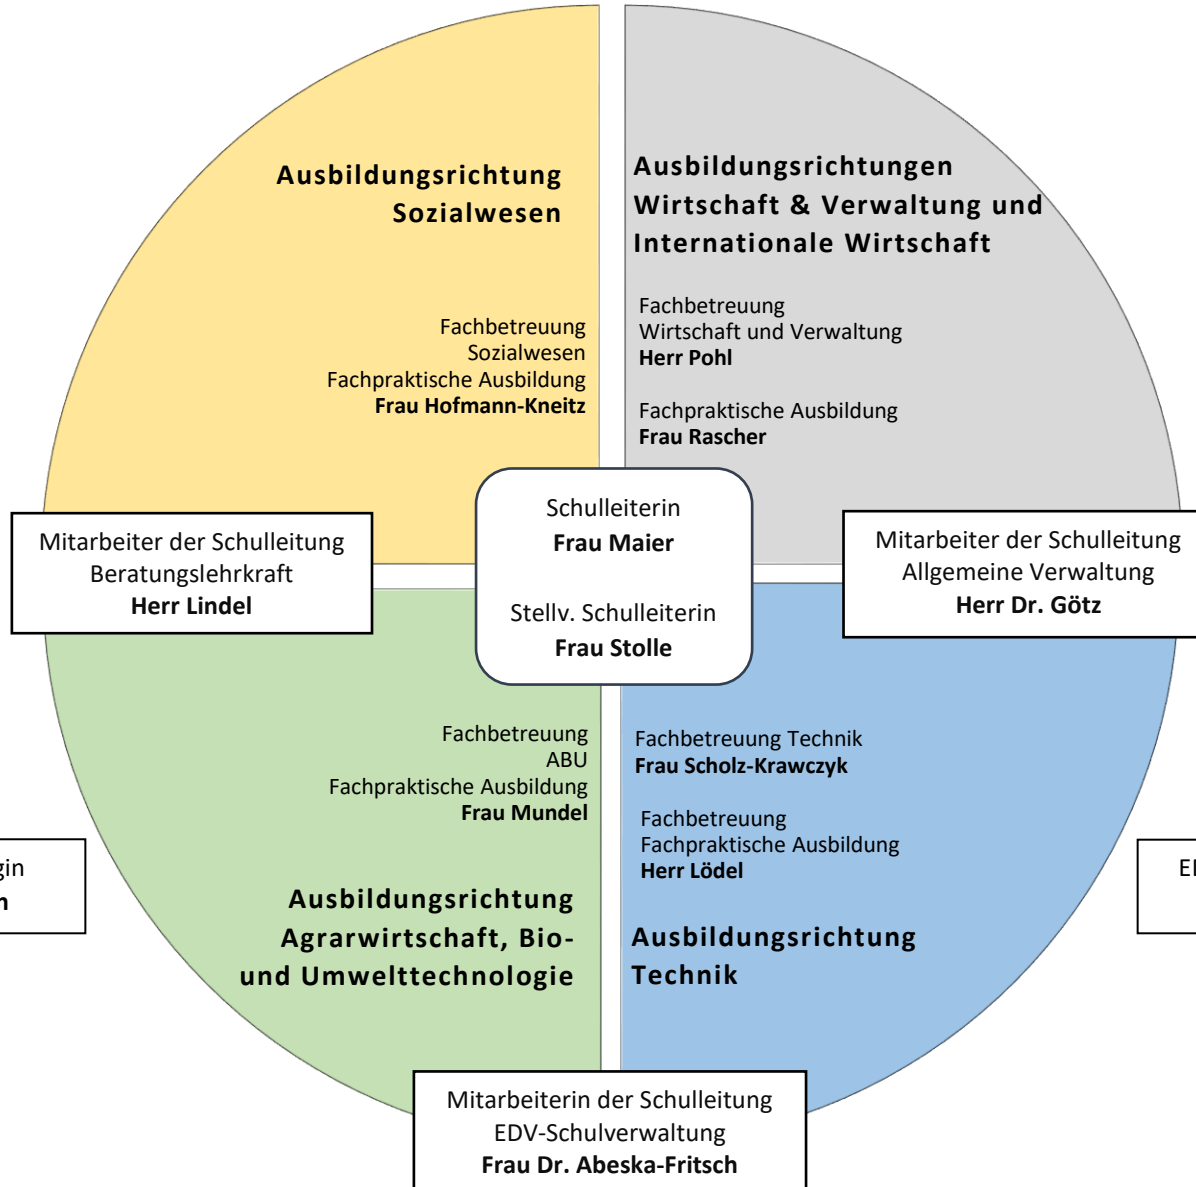 Ausbildungsrichtung
Sozialwesen
Fachbetreuung
Sozialwesen
Fachpraktische Ausbildung
Frau Hofmann-Kneitz
Ausbildungsrichtungen
Wirtschaft & Verwaltung und
Internationale Wirtschaft
Fachbetreuung
Wirtschaft und Verwaltung
Herr Pohl
Fachpraktische Ausbildung
Frau Rascher
Schulleiterin
Frau Maier
Stellv. Schulleiterin
Frau Stolle
Mitarbeiter der Schulleitung
Beratungslehrkraft
Herr Lindel
Mitarbeiter der Schulleitung
Allgemeine Verwaltung
Herr Dr. Götz
Fachbetreuung
ABU
Fachpraktische Ausbildung
Frau Mundel
Ausbildungsrichtung
Agrarwirtschaft, Bio-
und Umwelttechnologie
Fachbetreuung Technik
Frau Scholz-Krawczyk
Fachbetreuung
Fachpraktische Ausbildung
Herr Lödel
Ausbildungsrichtung
Technik
Mitarbeiterin der Schulleitung
EDV-Schulverwaltung
Frau Dr. Abeska-Fritsch